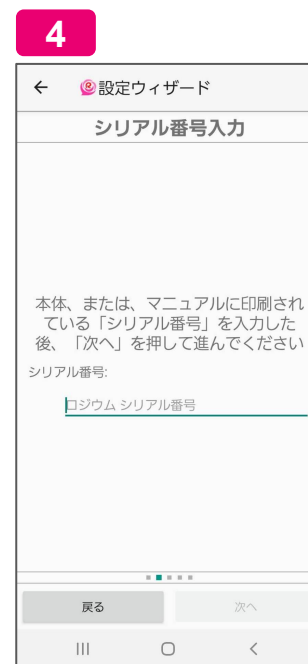 4
設定ウィザード
シリアル番号入力
本体、または、マニュアルに印刷され
ている「シリアル番号」を入力した
後、「次へ」を押して進んでください
シリアル番号:
ロジウム シリアル番号
戻る
次へ